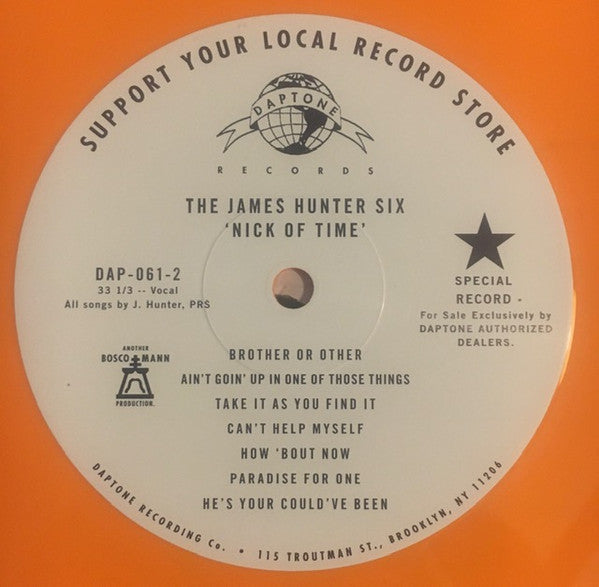 SUPPORT YOUR LOCAL RECORD STORE
DAPTONE
RECORDS
THE JAMES HUNTER SIX
‘NICK OF TIME’
DAP-061-2
33 1/3 -- Vocal
All songs by J. Hunter, PRS
SPECIAL
RECORD -
For Sale Exclusively by
DAPTONE AUTHORIZED
DEALERS.
ANOTHER
BOSCO MANN
PRODUCTION.
BROTHER OR OTHER
AIN'T GOIN' UP IN ONE OF THOSE THINGS
TAKE IT AS YOU FIND IT
CAN'T HELP MYSELF
HOW ‘BOUT NOW
PARADISE FOR ONE
HE'S YOUR COULD'VE BEEN
DAPTONE RECORDING Co. • 115 TROUTMAN ST., BROOKLYN, NY 11206